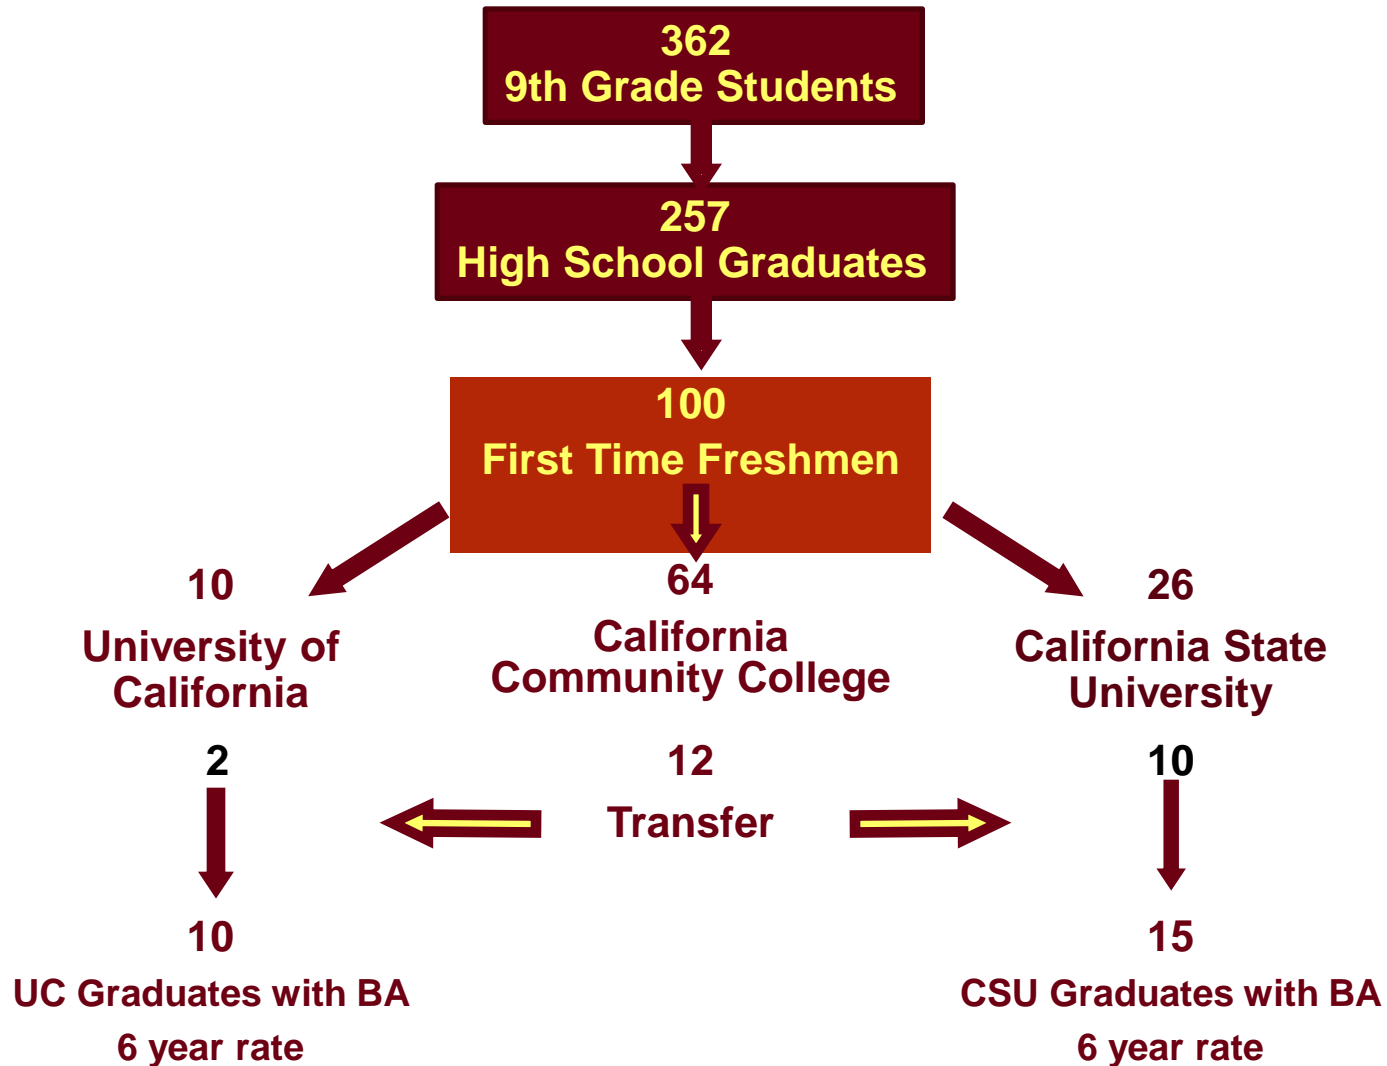 362
9th Grade Students
257
High School Graduates
100
First Time Freshmen
10
University of
California
64
California
Community College
26
California State
University
2
12
Transfer
10
10
UC Graduates with BA
6 year rate
15
CSU Graduates with BA
6 year rate